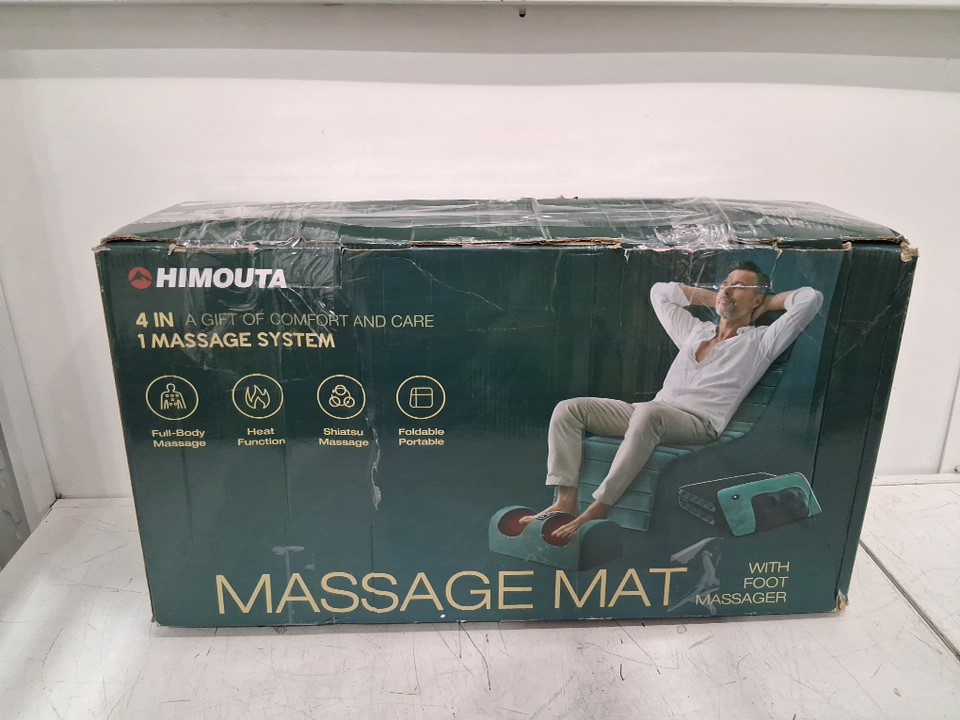 HIMOUTA
4 IN A GIFT OF COMFORT AND CARE
1 MASSAGE SYSTEM
Full-Body
Massage
Heat
Function
Shiatsu
Massage
Foldable
Portable
MASSAGE MAT
WITH
FOOT
MASSAGER